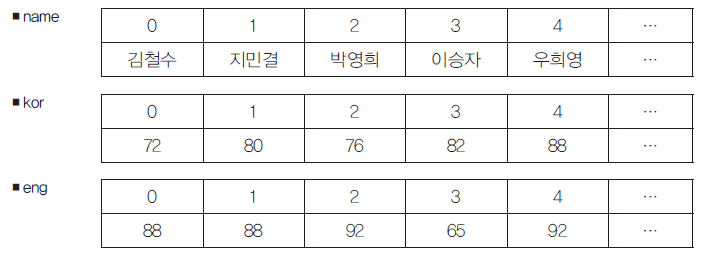 ■ name
0 1 2 3 4 …
김철수 지민결 박영희 이승자 우희영 …
■ kor
0 1 2 3 4 …
72 80 76 82 88 …
■ eng
0 1 2 3 4 …
88 88 92 65 92 …